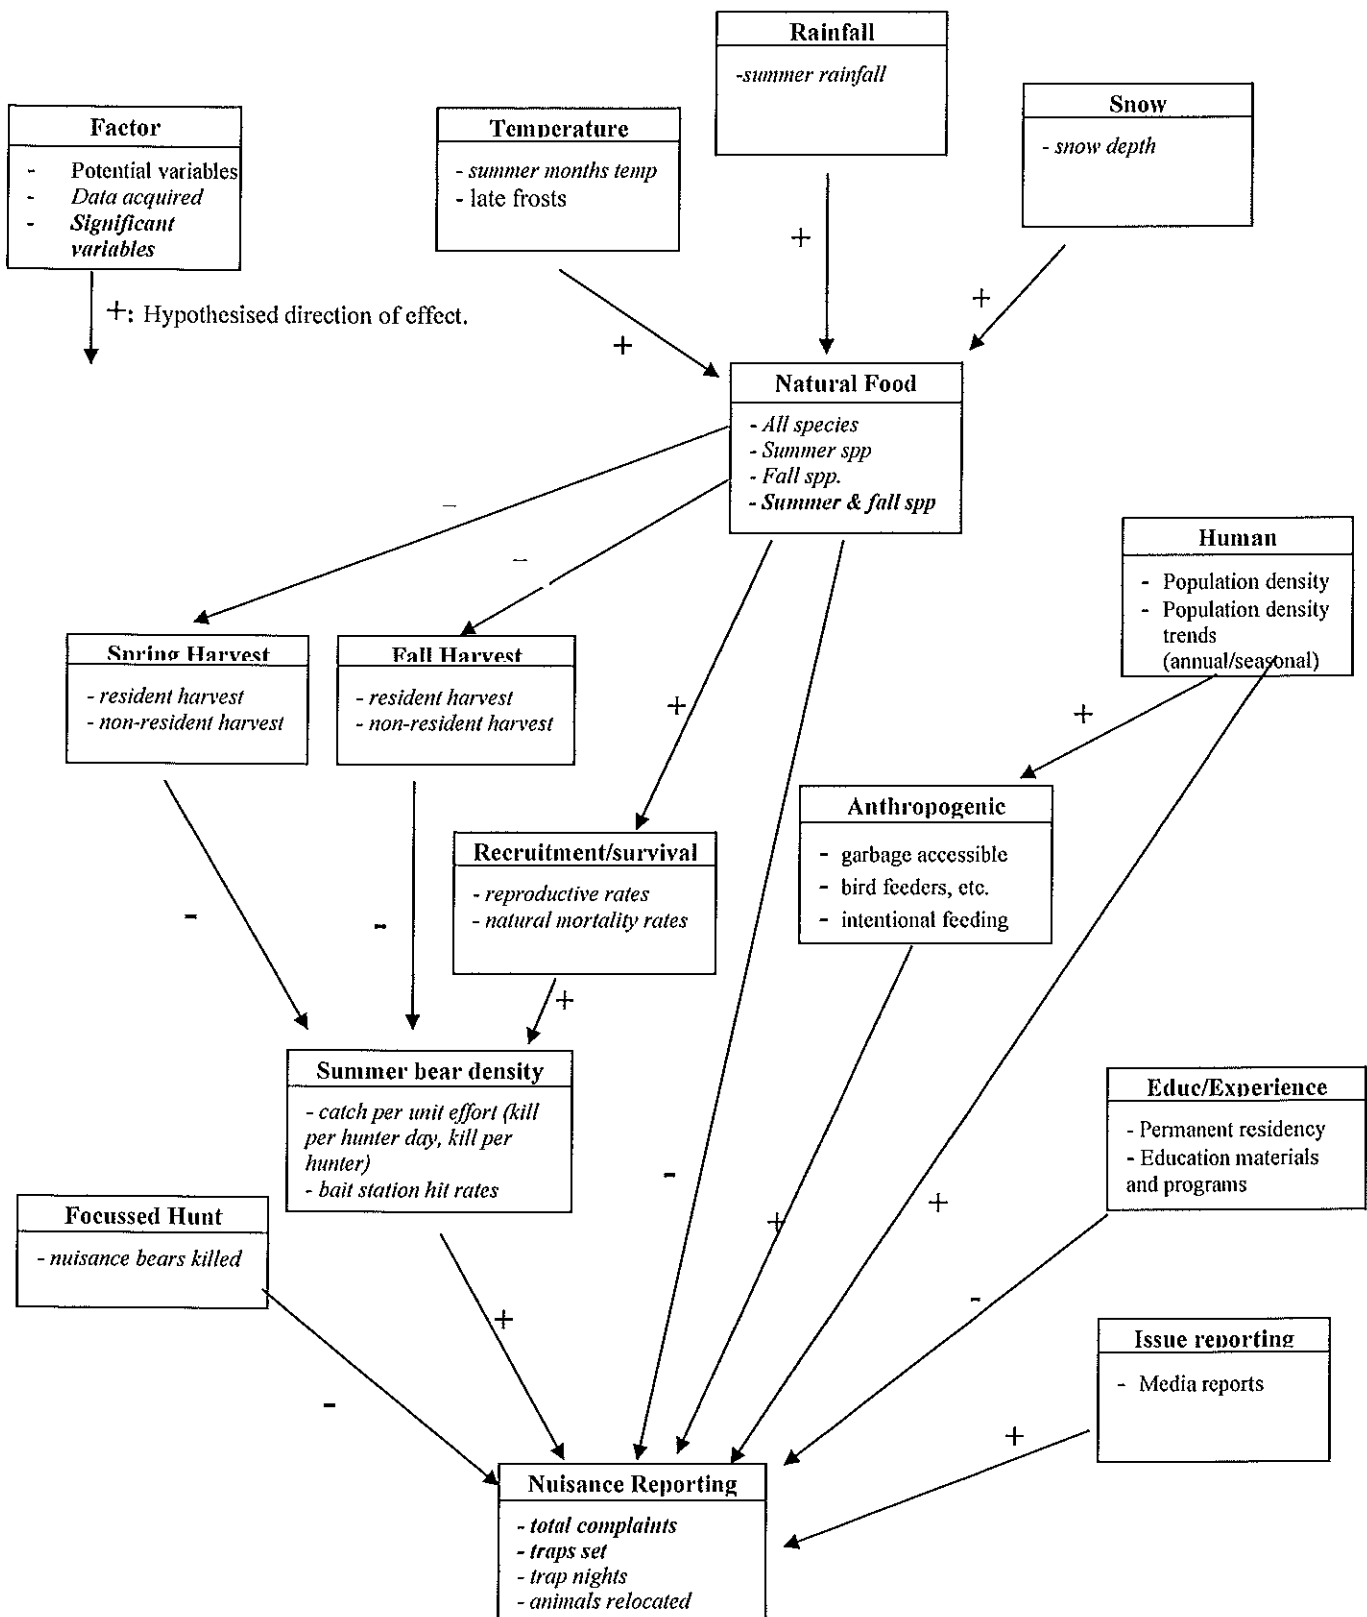 Rainfall
-summer rainfall
Snow
- snow depth
Factor
- Potential variables
- Data acquired
- Significant
variables
+: Hypothesised direction of effect.
Temperature
- summer months temp
- late frosts
+
+
+
Natural Food
- All species
- Summer spp
- Fall spp.
- Summer & fall spp
–
–
Human
- Population density
- Population density
trends
(annual/seasonal)
Spring Harvest
- resident harvest
- non-resident harvest
Fall Harvest
- resident harvest
- non-resident harvest
+
+
Anthropogenic
- garbage accessible
- bird feeders, etc.
- intentional feeding
Recruitment/survival
- reproductive rates
- natural mortality rates
-
-
+
Summer bear density
- catch per unit effort (kill
per hunter day, kill per
hunter)
- bait station hit rates
Educ/Experience
- Permanent residency
- Education materials
and programs
-
+
+
Focussed Hunt
- nuisance bears killed
-
+
-
Issue reporting
- Media reports
+
Nuisance Reporting
- total complaints
- traps set
- trap nights
- animals relocated